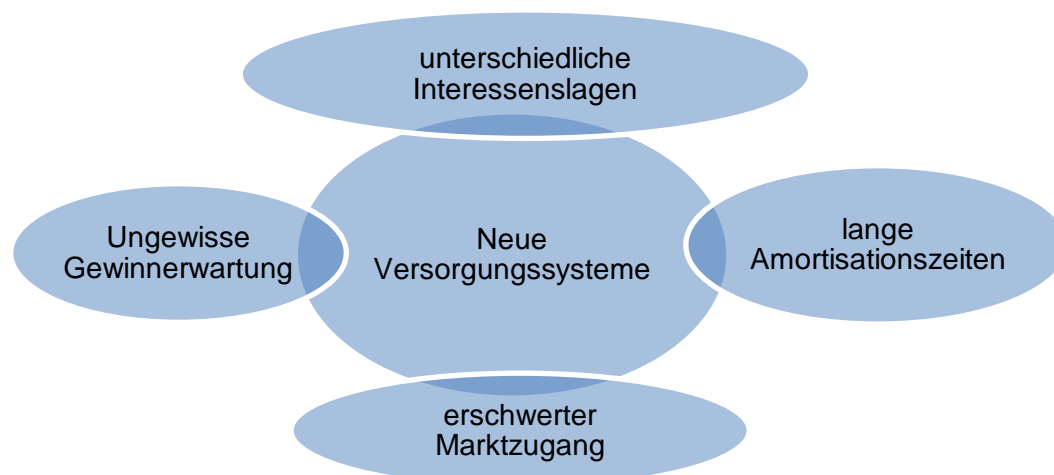 unterschiedliche
Interessenslagen
Ungewisse
Gewinnerwartung
Neue
Versorgungssysteme
lange
Amortisationszeiten
erschwerter
Marktzugang